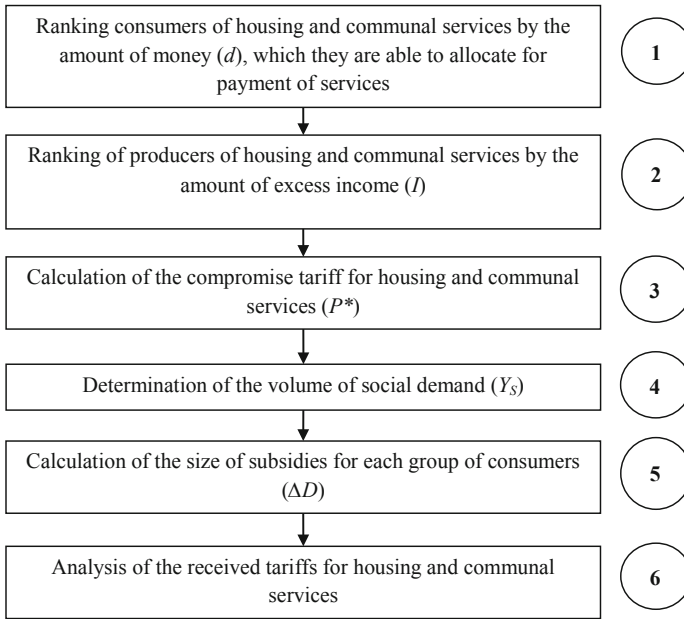 Ranking consumers of housing and communal services by the
amount of money (d), which they are able to allocate for
payment of services
1
Ranking of producers of housing and communal services by the
amount of excess income (I)
2
Calculation of the compromise tariff for housing and communal
services (P*)
3
Determination of the volume of social demand (Y_S)
4
Calculation of the size of subsidies for each group of consumers
(ΔD)
5
Analysis of the received tariffs for housing and communal
services
6